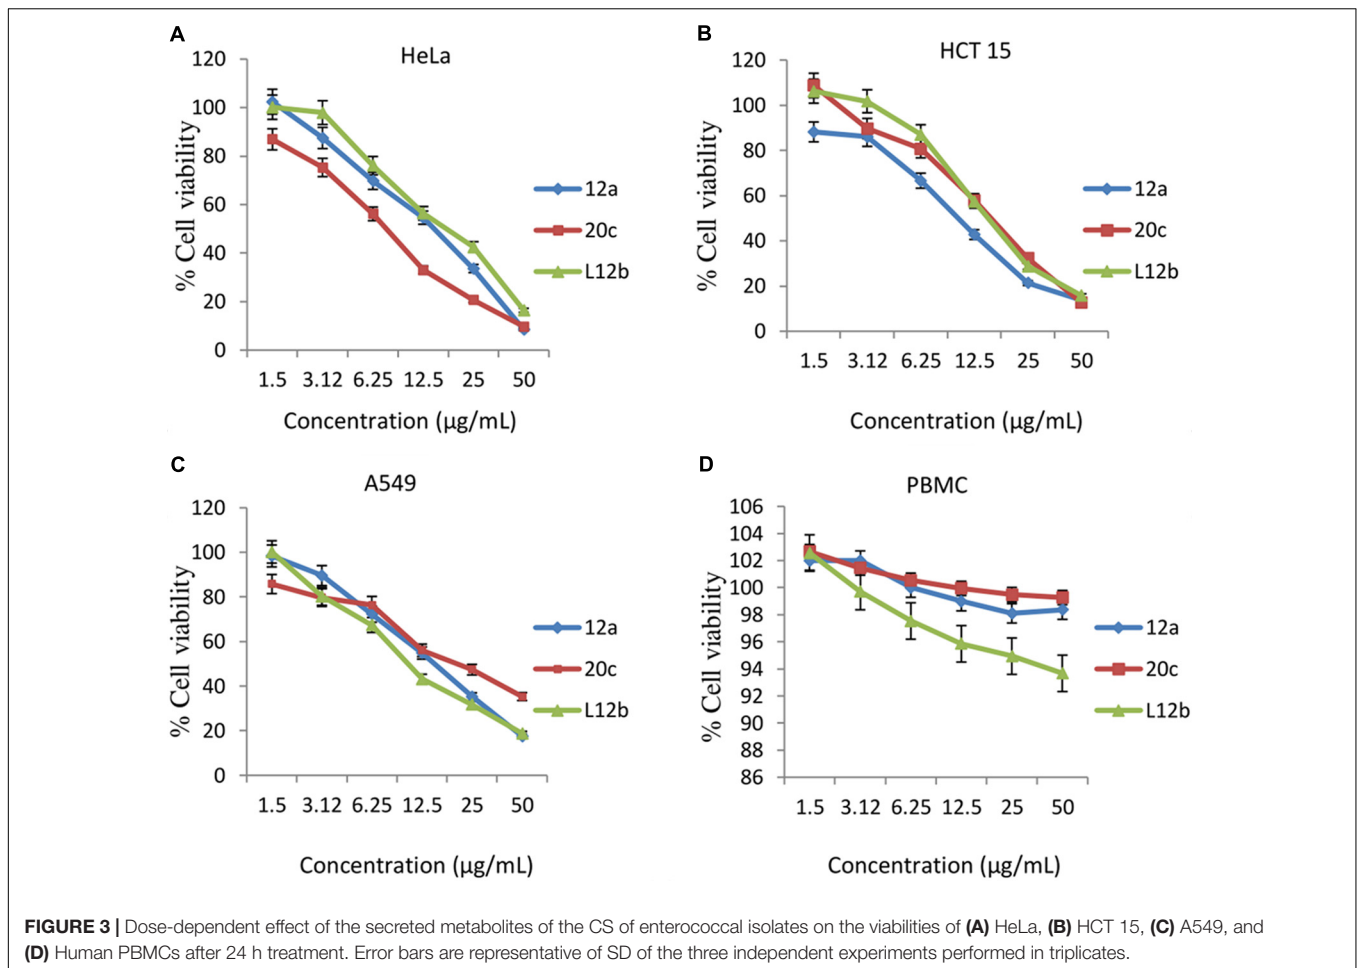 A
HeLa
120
100
80
60
40
20
0
% Cell viability
1.5 3.12 6.25 12.5 25 50
Concentration (µg/mL)
12a
20c
L12b
B
HCT 15
120
100
80
60
40
20
0
% Cell viability
1.5 3.12 6.25 12.5 25 50
Concentration (µg/mL)
12a
20c
L12b
C
A549
120
100
80
60
40
20
0
% Cell viability
1.5 3.12 6.25 12.5 25 50
Concentration (µg/mL)
12a
20c
L12b
D
PBMC
106
104
102
100
98
96
94
92
90
88
86
% Cell viability
1.5 3.12 6.25 12.5 25 50
Concentration (µg/mL)
12a
20c
L12b
FIGURE 3 | Dose-dependent effect of the secreted metabolites of the CS of enterococcal isolates on the viabilities of (A) HeLa, (B) HCT 15, (C) A549, and
(D) Human PBMCs after 24 h treatment. Error bars are representative of SD of the three independent experiments performed in triplicates.